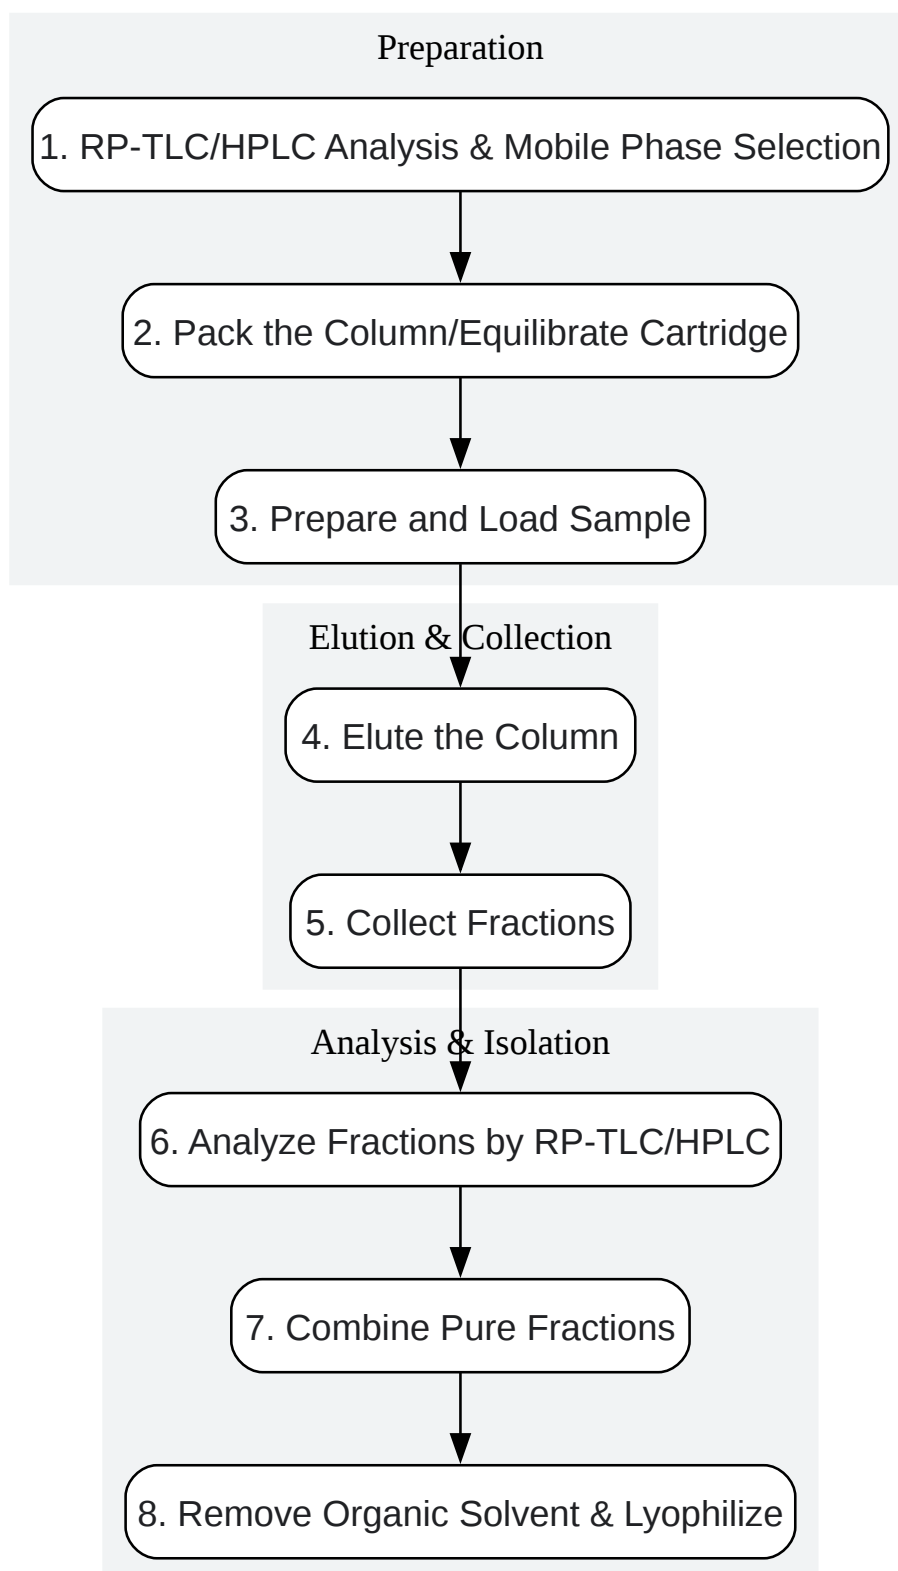 Preparation
1. RP-TLC/HPLC Analysis & Mobile Phase Selection
2. Pack the Column/Equilibrate Cartridge
3. Prepare and Load Sample
Elution & Collection
4. Elute the Column
5. Collect Fractions
Analysis & Isolation
6. Analyze Fractions by RP-TLC/HPLC
7. Combine Pure Fractions
8. Remove Organic Solvent & Lyophilize